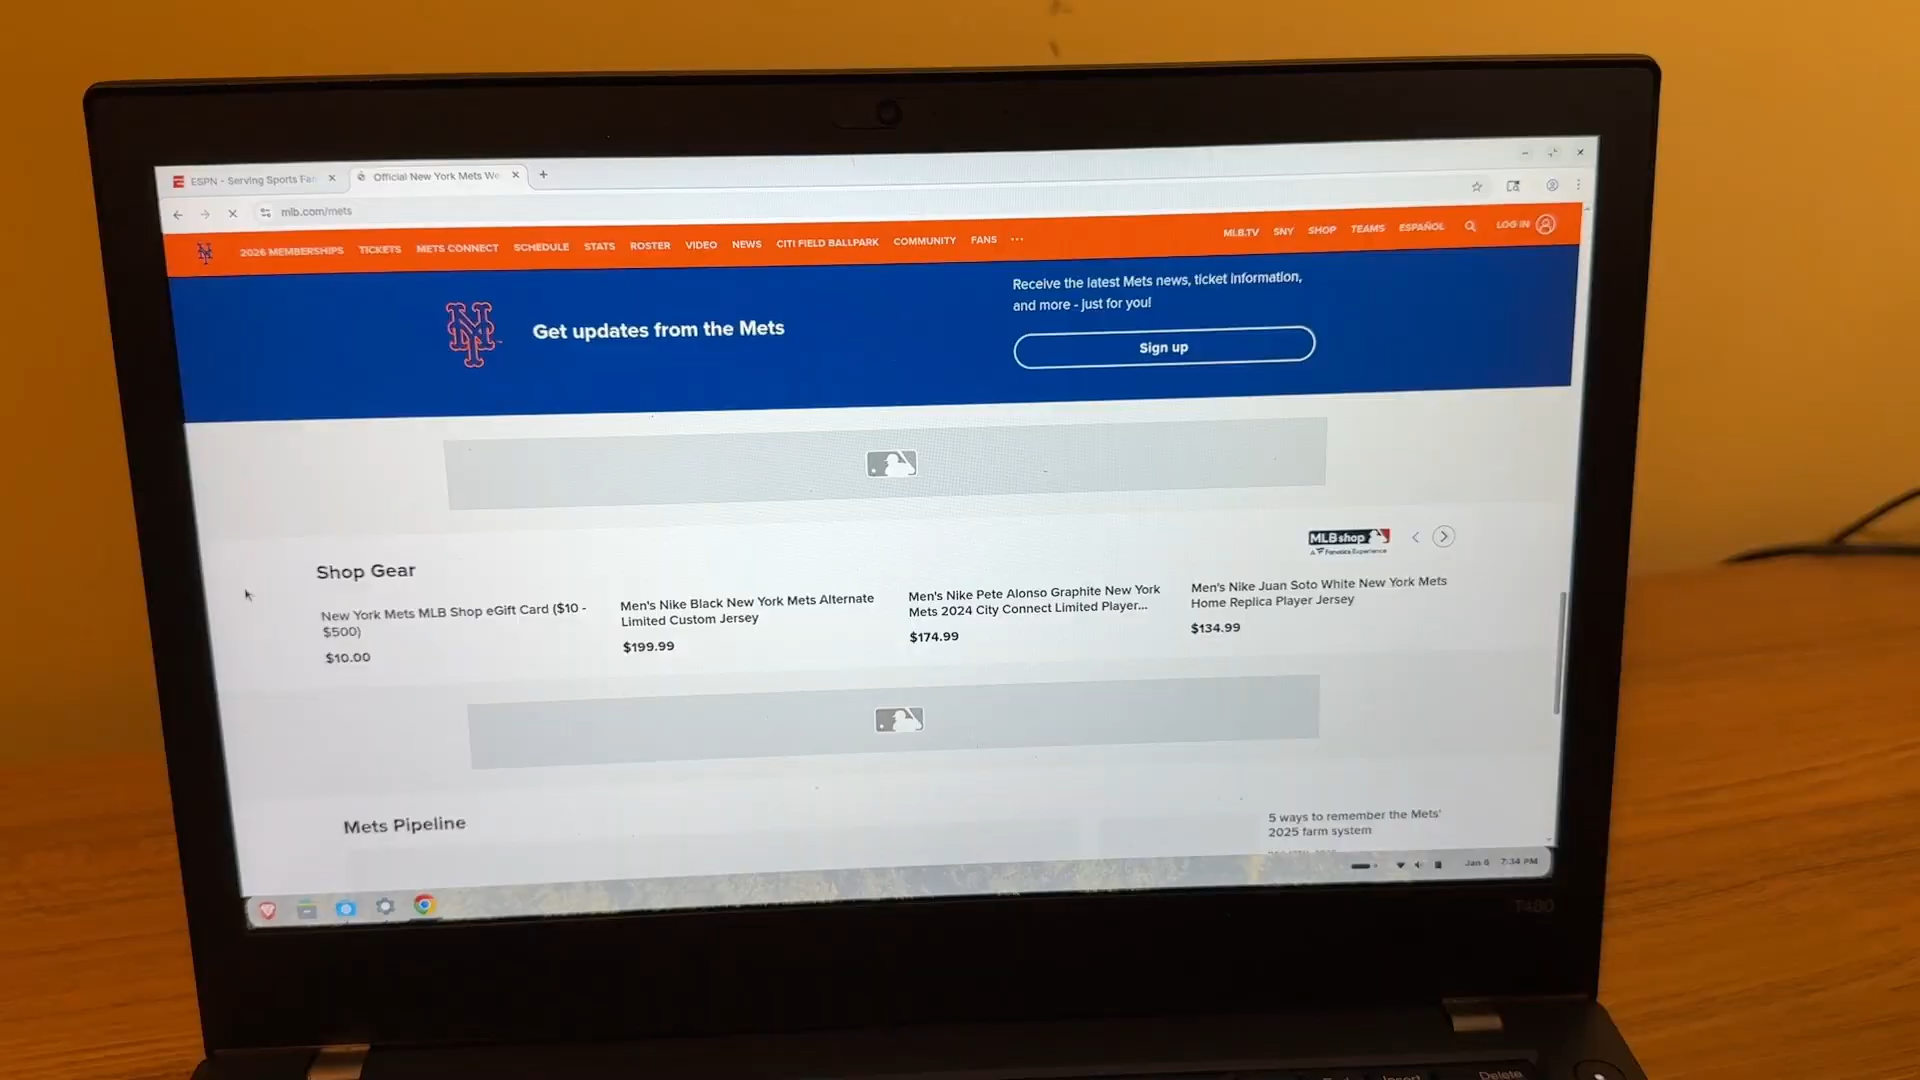 ESPN - Serving Sports Fan
Official New York Mets We
mlb.com/mets
2026 MEMBERSHIPS TICKETS METS CONNECT SCHEDULE STATS ROSTER VIDEO NEWS CITI FIELD BALLPARK COMMUNITY FANS ... MLB.TV SNY SHOP TEAMS ESPAÑOL LOG IN
Get updates from the Mets
Receive the latest Mets news, ticket information,
and more - just for you!
Sign up
Shop Gear
MLB shop
A Fanatics Experience
New York Mets MLB Shop eGift Card ($10 -
$500)
$10.00
Men's Nike Black New York Mets Alternate
Limited Custom Jersey
$199.99
Men's Nike Pete Alonso Graphite New York
Mets 2024 City Connect Limited Player...
$174.99
Men's Nike Juan Soto White New York Mets
Home Replica Player Jersey
$134.99
Mets Pipeline
5 ways to remember the Mets'
2025 farm system
Jan 6 7:34 PM
T480
Insert
Delete